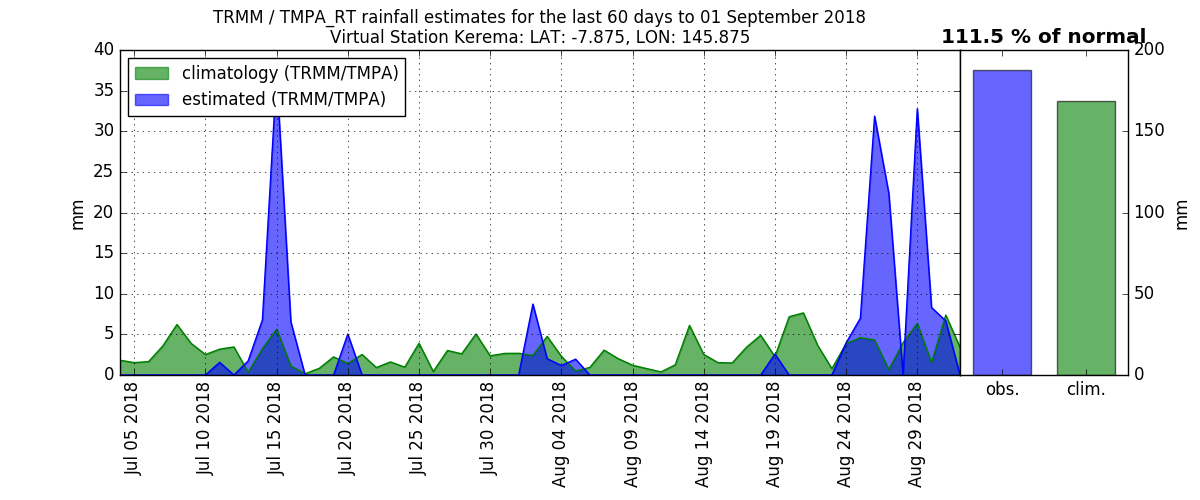 TRMM / TMPA_RT rainfall estimates for the last 60 days to 01 September 2018
Virtual Station Kerema: LAT: -7.875, LON: 145.875
111.5 % of normal
climatology (TRMM/TMPA)
estimated (TRMM/TMPA)
40
35
30
25
20
15
10
5
0
mm
200
150
100
50
0
mm
Jul 05 2018
Jul 10 2018
Jul 15 2018
Jul 20 2018
Jul 25 2018
Jul 30 2018
Aug 04 2018
Aug 09 2018
Aug 14 2018
Aug 19 2018
Aug 24 2018
Aug 29 2018
obs.
clim.